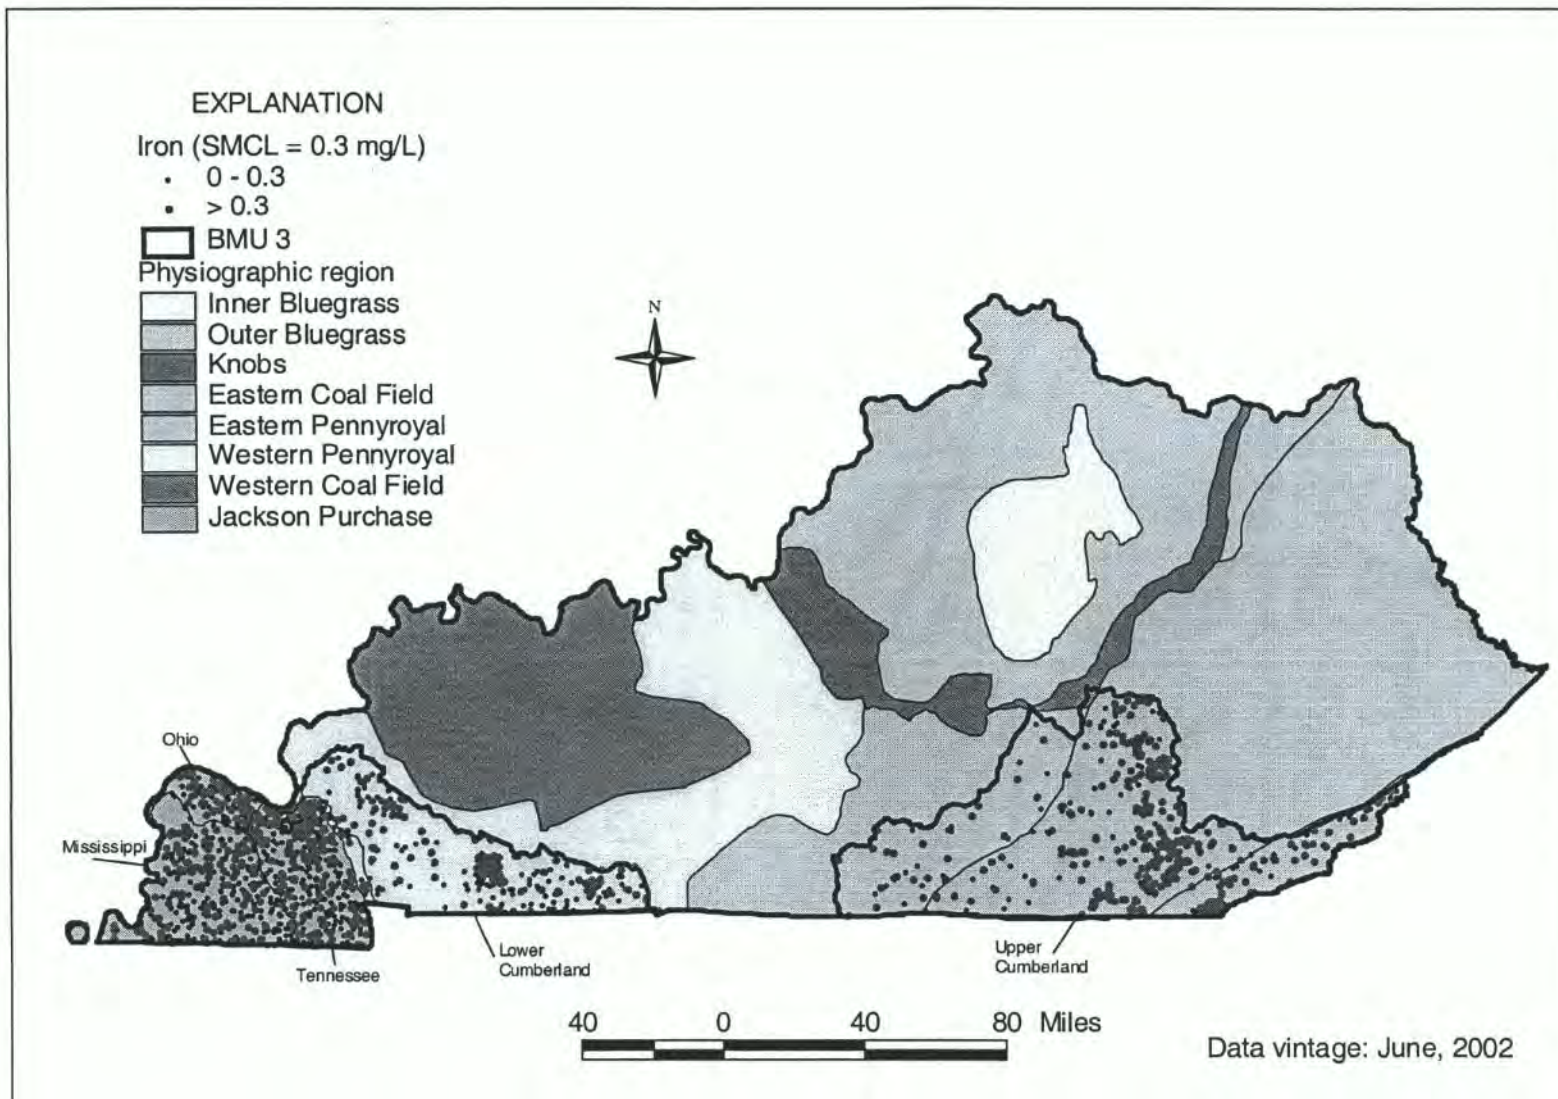 EXPLANATION
Iron (SMCL = 0.3 mg/L)
0 - 0.3
> 0.3
BMU 3
Physiographic region
Inner Bluegrass
Outer Bluegrass
Knobs
Eastern Coal Field
Eastern Pennyroyal
Western Pennyroyal
Western Coal Field
Jackson Purchase
N
Ohio
Mississippi
Tennessee
Lower
Cumberland
Upper
Cumberland
40 0 40 80 Miles
Data vintage: June, 2002